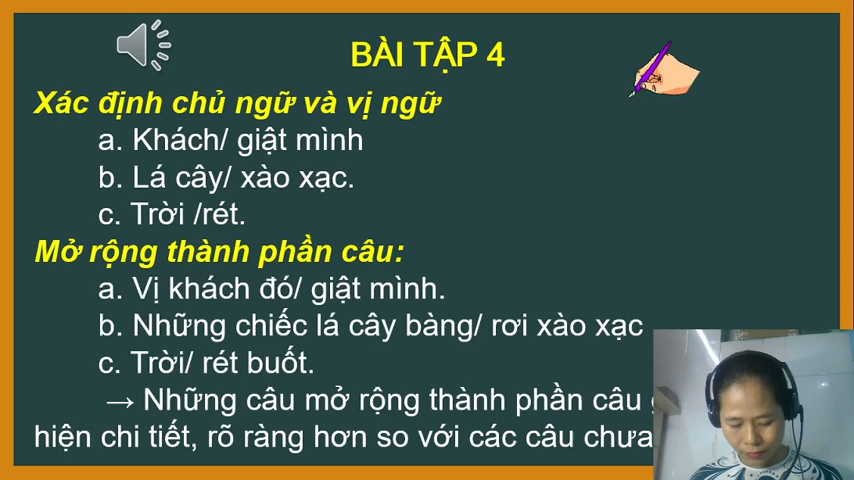 BÀI TẬP 4
Xác định chủ ngữ và vị ngữ
a. Khách/ giật mình
b. Lá cây/ xào xạc.
c. Trời /rét.
Mở rộng thành phần câu:
a. Vị khách đó/ giật mình.
b. Những chiếc lá cây bàng/ rơi xào xạc
c. Trời/ rét buốt.
→ Những câu mở rộng thành phần câu
hiện chi tiết, rõ ràng hơn so với các câu chưa